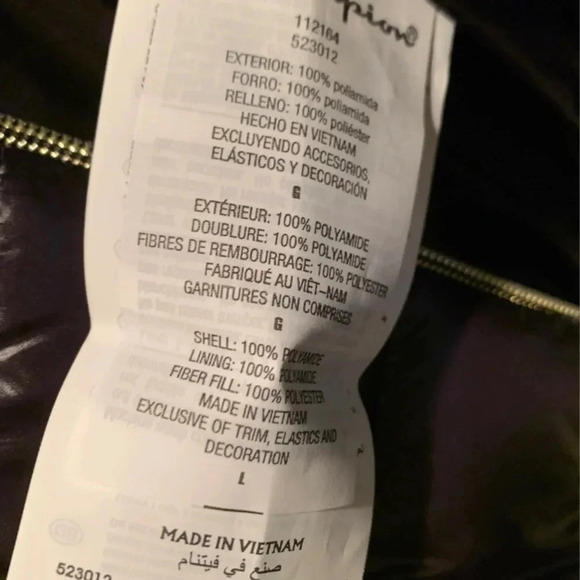 112164
523012
EXTERIOR: 100% poliamida
FORRO: 100% poliamida
RELLENO: 100% poliéster
HECHO EN VIETNAM
EXCLUYENDO ACCESORIOS,
ELÁSTICOS Y DECORACIÓN
G
EXTÉRIEUR: 100% POLYAMIDE
DOUBLURE: 100% POLYAMIDE
FIBRES DE REMBOURRAGE: 100% POLYESTER
FABRIQUÉ AU VIÊT-NAM
GARNITURES NON COMPRISES
G
SHELL: 100% POLYAMIDE
LINING: 100% POLYAMIDE
FIBER FILL: 100% POLYESTER
MADE IN VIETNAM
EXCLUSIVE OF TRIM, ELASTICS AND
DECORATION
L
MADE IN VIETNAM
صنع في فيتنام
523012